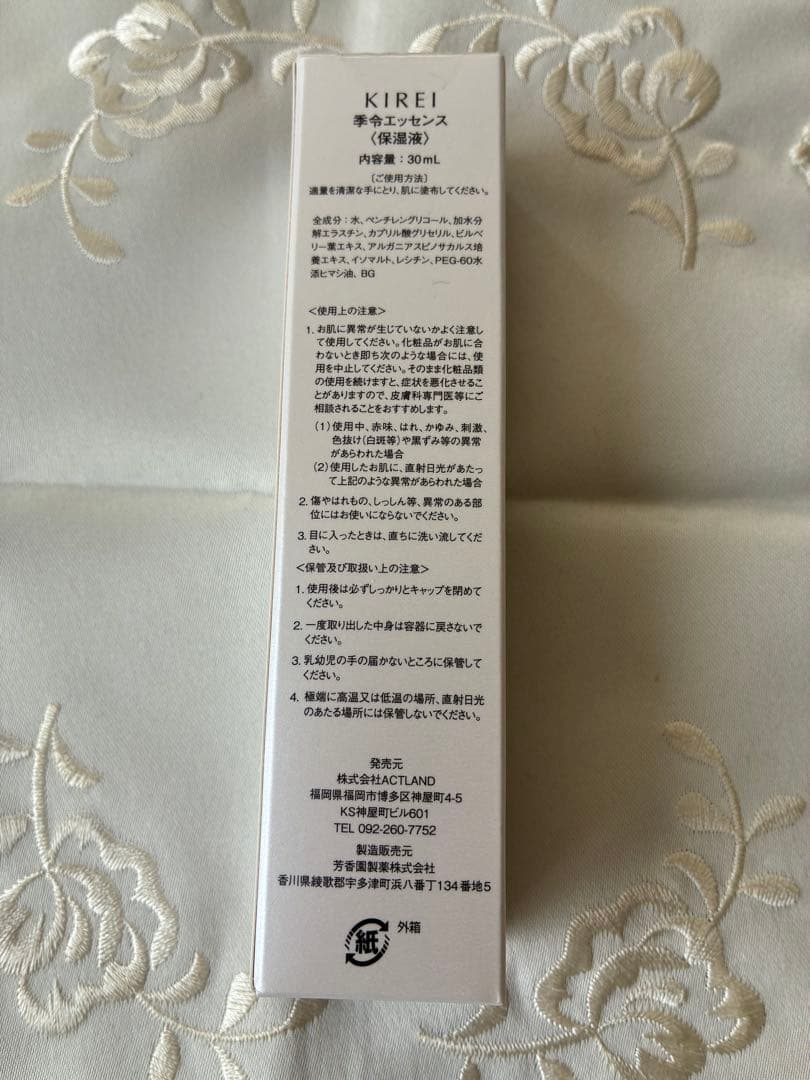 KIREI
季令エッセンス
〈保湿液〉
内容量：30mL
〔ご使用方法〕
適量を清潔な手にとり、肌に塗布してください。
全成分：水、ペンチレングリコール、加水分
解エラスチン、カプリル酸グリセリル、ビルベ
リー葉エキス、アルガニアスピノサカルス培
養エキス、イソマルト、レシチン、PEG-60水
添ヒマシ油、BG
＜使用上の注意＞
1. お肌に異常が生じていないかよく注意し
て使用してください。化粧品がお肌に合
わないとき即ち次のような場合には、使
用を中止してください。そのまま化粧品類
の使用を続けますと、症状を悪化させるこ
とがありますので、皮膚科専門医等にご
相談されることをおすすめします。
（1）使用中、赤味、はれ、かゆみ、刺激、
色抜け（白斑等）や黒ずみ等の異常
があらわれた場合
（2）使用したお肌に、直射日光があたっ
て上記のような異常があらわれた場合
2. 傷やはれもの、しっしん等、異常のある部
位にはお使いにならないでください。
3. 目に入ったときは、直ちに洗い流してくだ
さい。
＜保管及び取扱い上の注意＞
1. 使用後は必ずしっかりとキャップを閉めて
ください。
2. 一度取り出した中身は容器に戻さないで
ください。
3. 乳幼児の手の届かないところに保管して
ください。
4. 極端に高温又は低温の場所、直射日光
のあたる場所には保管しないでください。
発売元
株式会社ACTLAND
福岡県福岡市博多区神屋町4-5
KS神屋町ビル601
TEL 092-260-7752
製造販売元
芳香園製薬株式会社
香川県綾歌郡宇多津町浜八番丁134番地5
紙 外箱